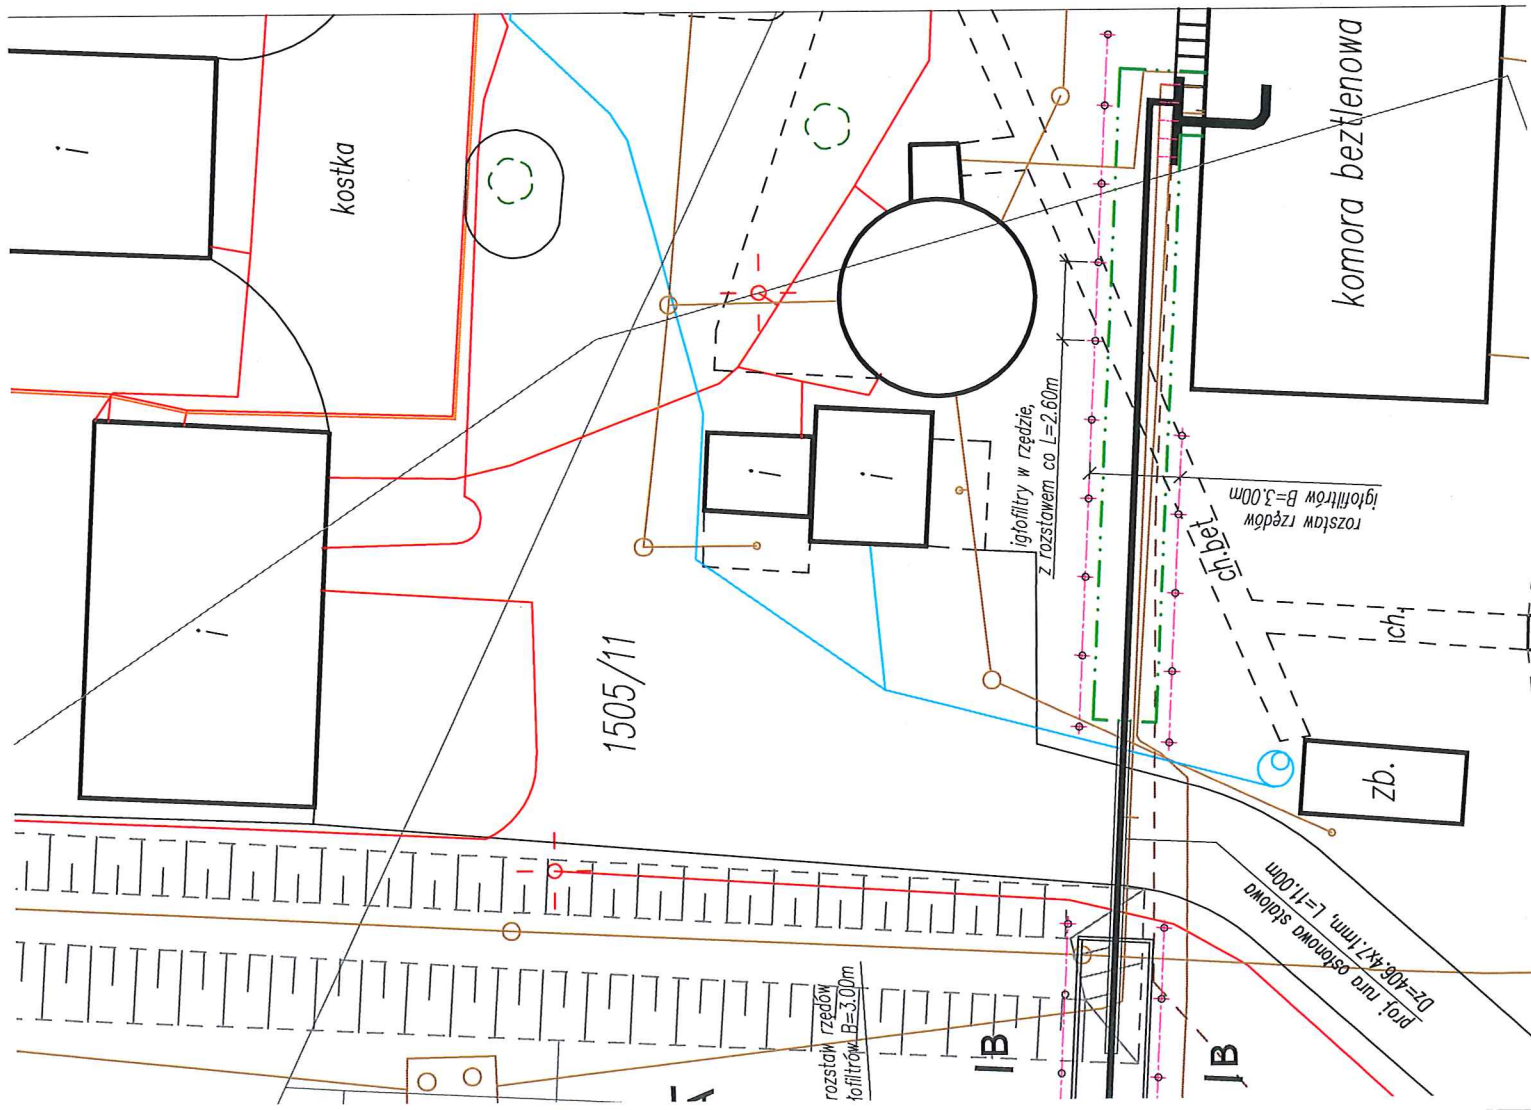 i
kostka
komora beztlenowa
igłofiltry w rzędzie,
z rozstawem co L=2.60m
i
i
rozstaw rzędów
igłofiltrów B=3.00m
ch.bet.
i
1505/11
ch.
zb.
proj. rura osłonowa stalowa
Dz=406.4x7.1mm, L=11.00m
rozstaw rzędów
łofiltrów B=3.00m
B
B